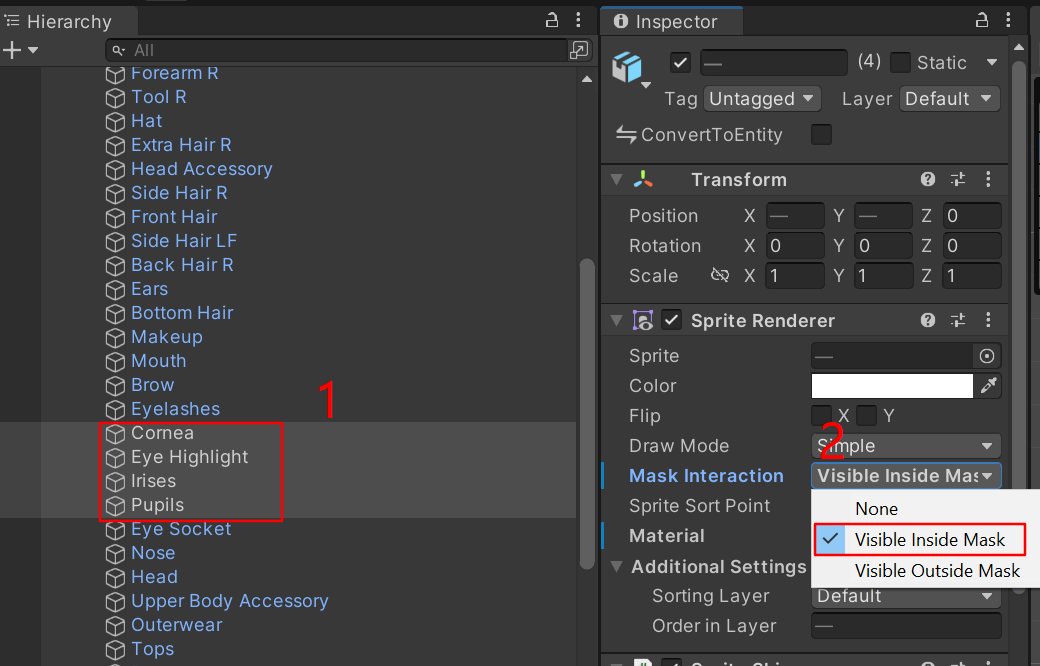 Hierarchy
All
Forearm R
Tool R
Hat
Extra Hair R
Head Accessory
Side Hair R
Front Hair
Side Hair LF
Back Hair R
Ears
Bottom Hair
Makeup
Mouth
Brow
1
Eyelashes
Cornea
Eye Highlight
Irises
Pupils
Eye Socket
Nose
Head
Upper Body Accessory
Outerwear
Tops
Inspector
— (4) Static
Tag Untagged Layer Default
ConvertToEntity
Transform
Position X — Y — Z 0
Rotation X 0 Y 0 Z 0
Scale X 1 Y 1 Z 1
Sprite Renderer
Sprite —
Color
Flip X Y
2
Draw Mode Simple
Mask Interaction Visible Inside Mas
None
Sprite Sort Point
Visible Inside Mask
Material
Visible Outside Mask
Additional Settings
Sorting Layer Default
Order in Layer —